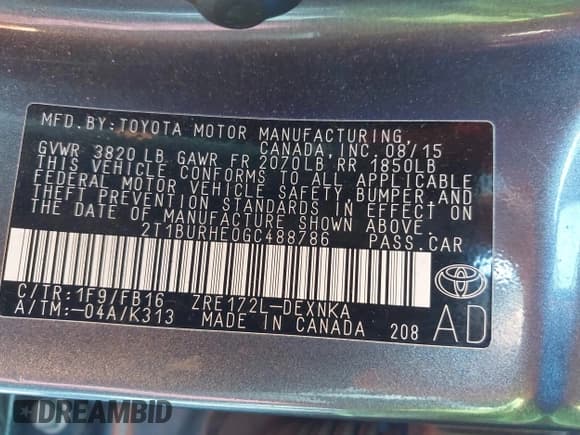 MFD. BY: TOYOTA MOTOR MANUFACTURING
CANADA, INC. 08/15
GVWR 3820 LB GAWR FR 2070LB RR 1850LB
THIS VEHICLE CONFORMS TO ALL APPLICABLE
FEDERAL MOTOR VEHICLE SAFETY, BUMPER, AND
THEFT PREVENTION STANDARDS IN EFFECT ON
THE DATE OF MANUFACTURE SHOWN ABOVE.
2T1BURHE0GC488786 PASS.CAR
C/TR: 1F9/FB16 ZRE172L-DEXNKA
A/TM: -04A/K313 MADE IN CANADA 208 AD
DREAMBID